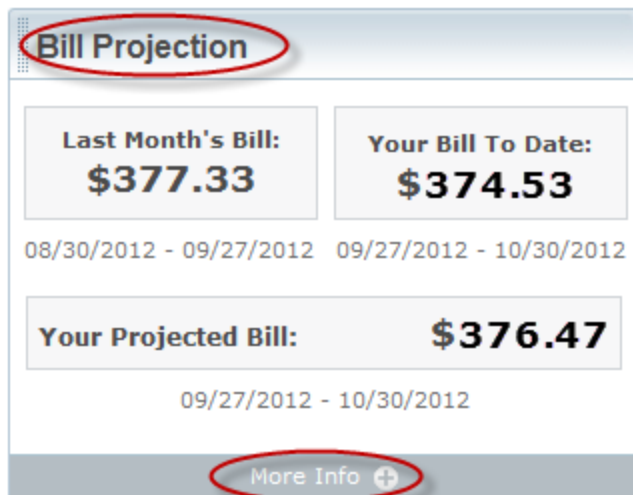 Bill Projection
Last Month's Bill:
$377.33
08/30/2012 - 09/27/2012
Your Bill To Date:
$374.53
09/27/2012 - 10/30/2012
Your Projected Bill: $376.47
09/27/2012 - 10/30/2012
More Info